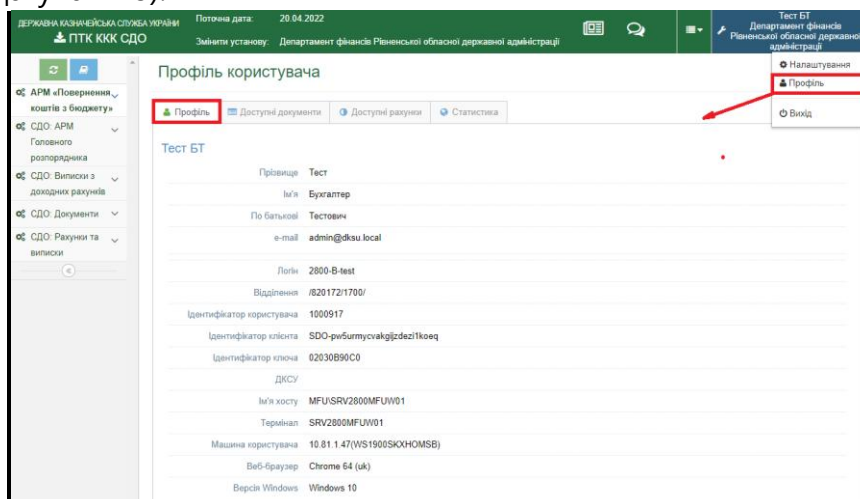 ДЕРЖАВНА КАЗНАЧЕЙСЬКА СЛУЖБА УКРАЇНИ
ПТК ККК СДО
Поточна дата: 20.04.2022
Змінити установу: Департамент фінансів Рівненської обласної державної адміністрації
Тест БТ
Департамент фінансів
Рівненської обласної державної
адміністрації
Налаштування
Профіль
Вихід
АРМ «Повернення
коштів з бюджету»
СДО: АРМ
Головного
розпорядника
СДО: Виписки з
доходних рахунків
СДО: Документи
СДО: Рахунки та
виписки
Профіль користувача
Профіль Доступні документи Доступні рахунки Статистика
Тест БТ
Прізвище Тест
Ім'я Бухгалтер
По батькові Тестович
e-mail admin@dksu.local
Логін 2800-B-test
Відділення /820172/1700/
Ідентифікатор користувача 1000917
Ідентифікатор клієнта SDO-pw5urmycvakgijzdezi1koeq
Ідентифікатор ключа 02030B90C0
ДКСУ
Ім'я хосту MFU\SRV2800MFUW01
Термінал SRV2800MFUW01
Машина користувача 10.81.1.47(WS1900SKXHOMSB)
Веб-браузер Chrome 64 (uk)
Версія Windows Windows 10